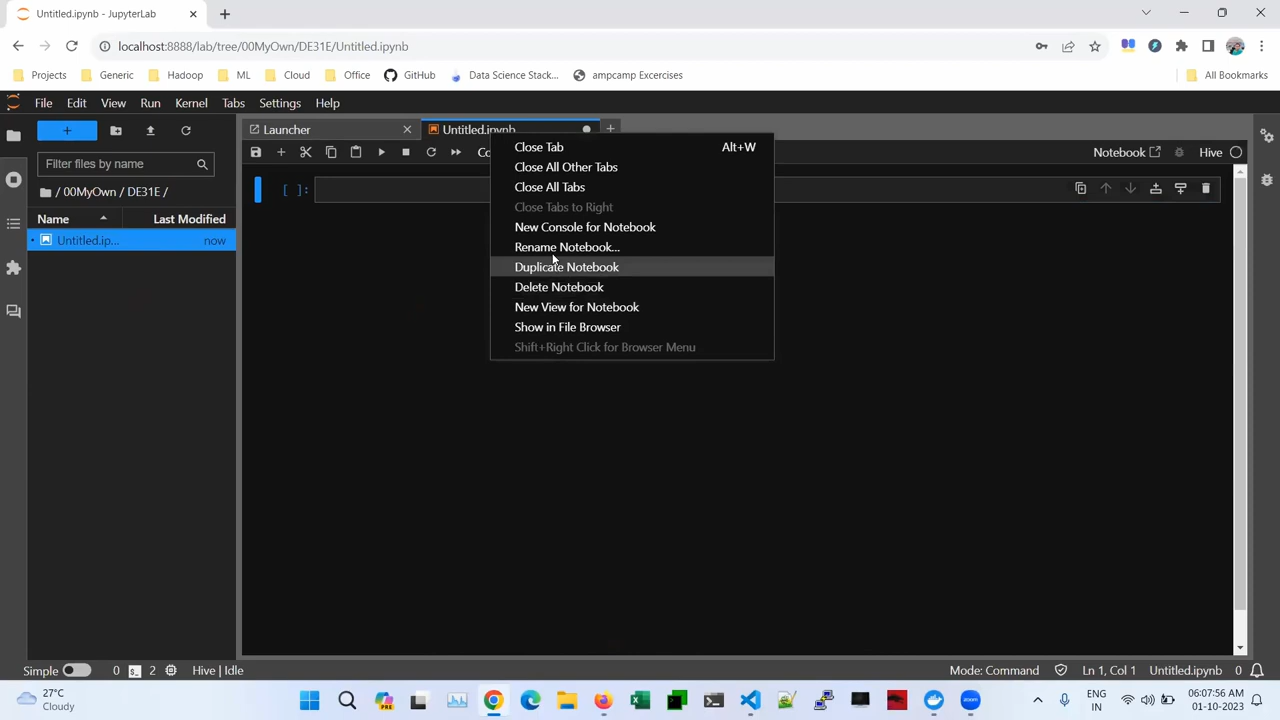 Untitled.ipynb - JupyterLab
localhost:8888/lab/tree/00MyOwn/DE31E/Untitled.ipynb
Projects Generic Hadoop ML Cloud Office GitHub Data Science Stack... ampcamp Excercises All Bookmarks
File Edit View Run Kernel Tabs Settings Help
Launcher Untitled.ipynb
Filter files by name
Notebook Hive
/ 00MyOwn / DE31E /
Name Last Modified
Untitled.ip... now
[ ]:
Close Tab Alt+W
Close All Other Tabs
Close All Tabs
Close Tabs to Right
New Console for Notebook
Rename Notebook...
Duplicate Notebook
Delete Notebook
New View for Notebook
Show in File Browser
Shift+Right Click for Browser Menu
Simple 0 2 Hive | Idle Mode: Command Ln 1, Col 1 Untitled.ipynb 0
27°C
Cloudy
PRE
zoom
ENG
IN
06:07:56 AM
01-10-2023